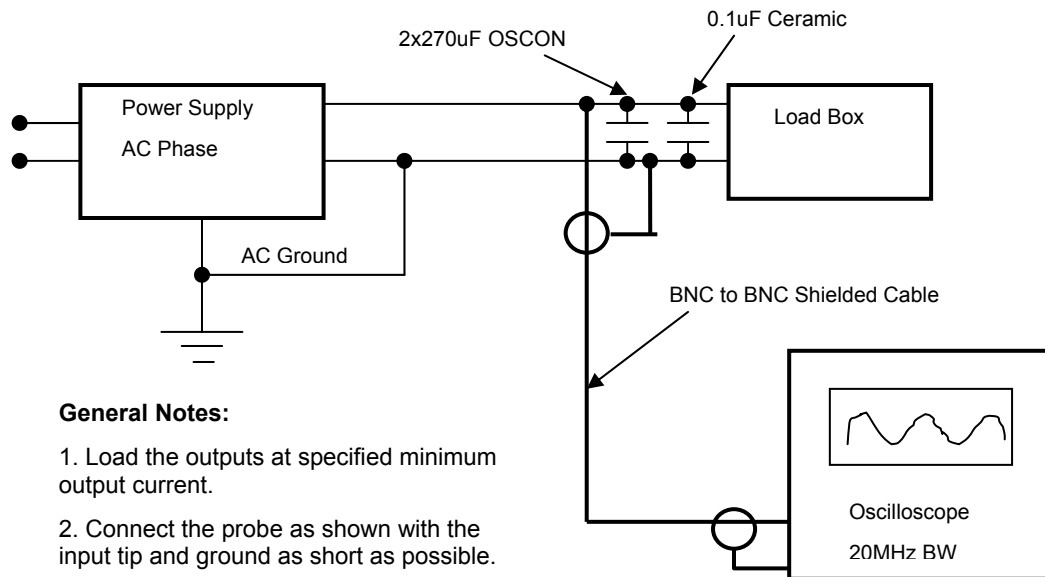 0.1uF Ceramic
2x270uF OSCON
Power Supply
AC Phase
Load Box
AC Ground
BNC to BNC Shielded Cable
General Notes:
1. Load the outputs at specified minimum
output current.
2. Connect the probe as shown with the
input tip and ground as short as possible.
Oscilloscope
20MHz BW